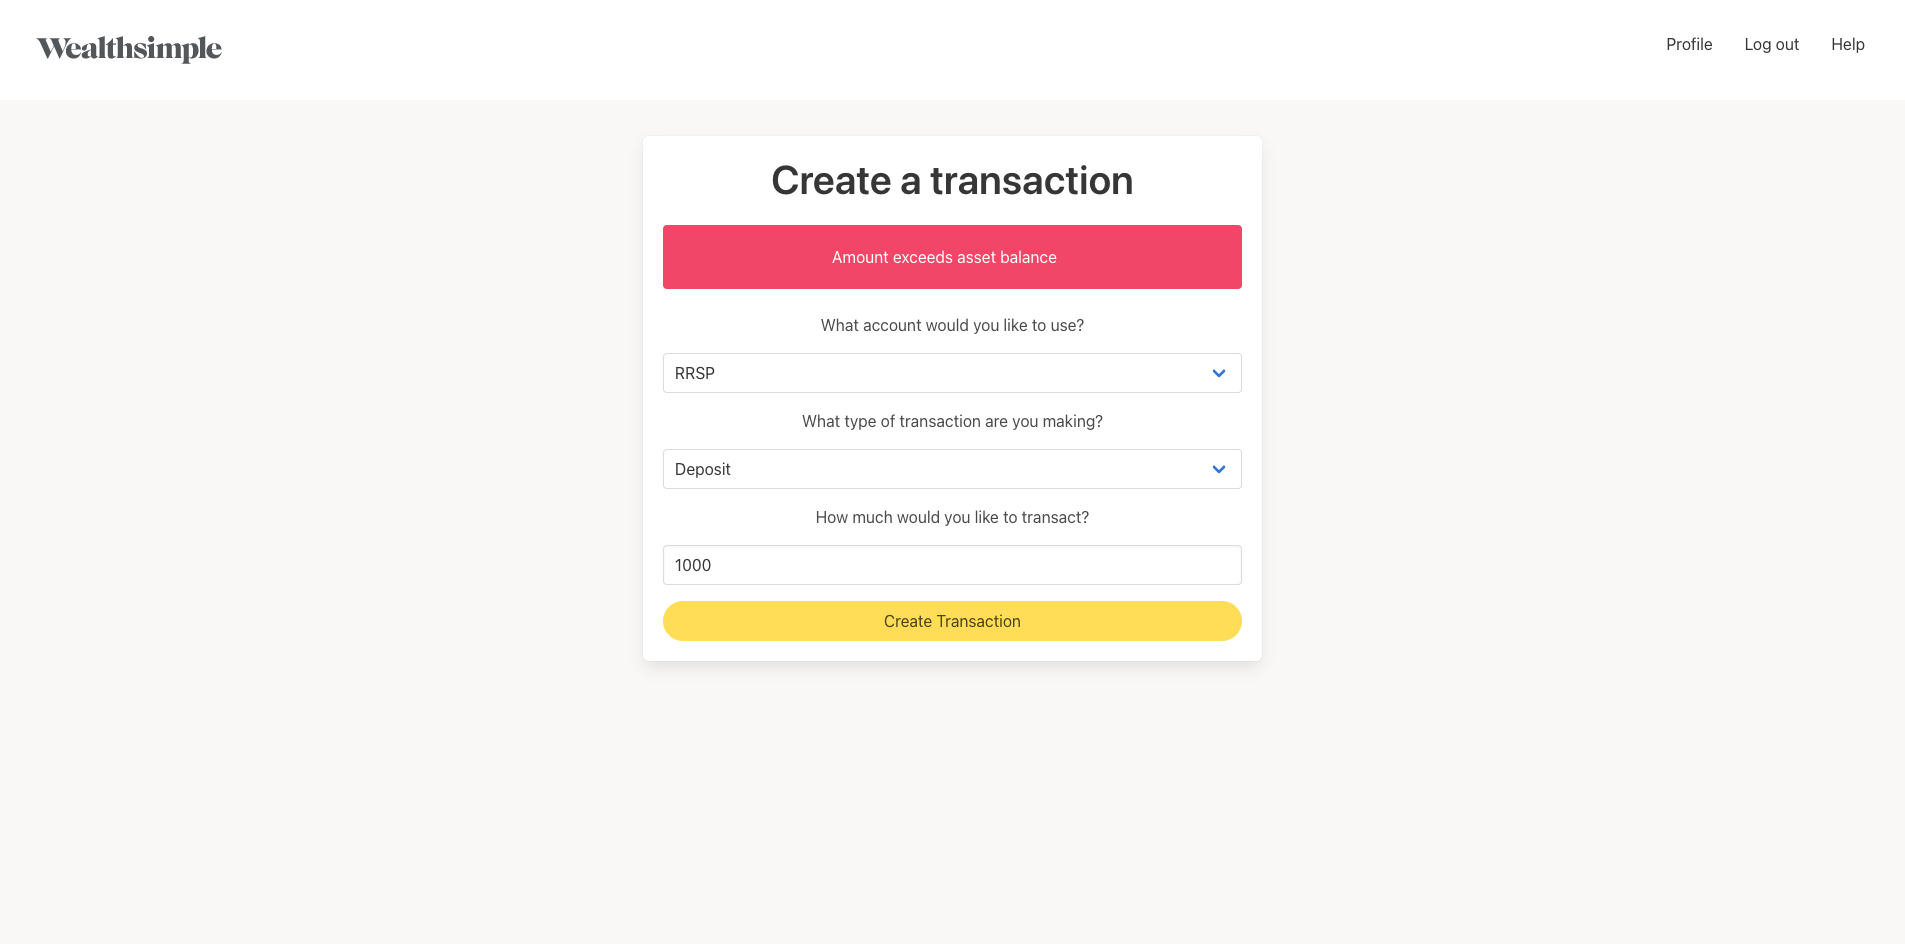 Wealthsimple
Profile
Log out
Help
Create a transaction
Amount exceeds asset balance
What account would you like to use?
RRSP
What type of transaction are you making?
Deposit
How much would you like to transact?
1000
Create Transaction